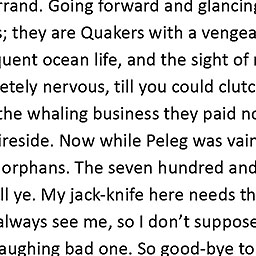 rrand. Going forward and glancing
s; they are Quakers with a vengea
quent ocean life, and the sight of
etely nervous, till you could clutc
the whaling business they paid no
ireside. Now while Peleg was vain
orphans. The seven hundred and
ll ye. My jack-knife here needs th
always see me, so I don’t suppose
aughing bad one. So good-bye to